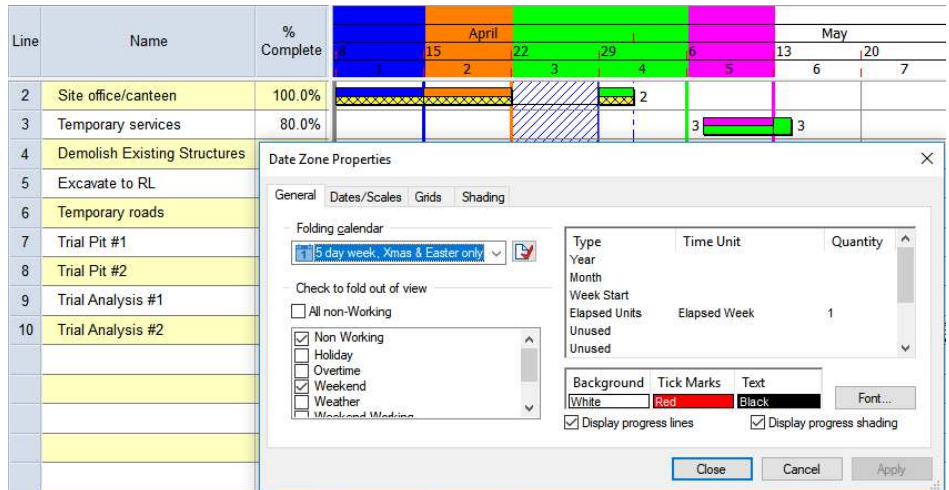 Line Name % Complete
April May
8 15 22 29 6 13 20
1 2 3 4 5 6 7
2 Site office/canteen 100.0% 2
3 Temporary services 80.0% 3 3
4 Demolish Existing Structures
5 Excavate to RL
6 Temporary roads
7 Trial Pit #1
8 Trial Pit #2
9 Trial Analysis #1
10 Trial Analysis #2
Date Zone Properties
General Dates/Scales Grids Shading
Folding calendar
1 5 day week, Xmas & Easter only
Check to fold out of view
All non-Working
Non Working
Holiday
Overtime
Weekend
Weather
Weekend Working
Type Time Unit Quantity
Year
Month
Week Start
Elapsed Units Elapsed Week 1
Unused
Unused
Background Tick Marks Text
White Red Black
Font...
Display progress lines Display progress shading
Close Cancel Apply